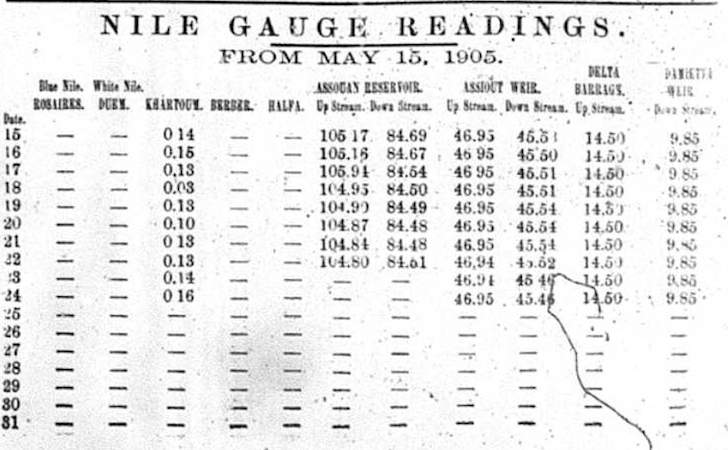 NILE GAUGE READINGS.
FROM MAY 15, 1905.
DELTA DAMIETTA
Blue Nile. White Nile. ASSOUAN RESERVOIR. ASSIOUT WEIR. BARRAGE. WEIR
ROSAIRES. DUEM. KHARTOUM. BERBER. HALFA. Up Stream. Down Stream. Up Stream. Down Stream. Up Stream. Down Stream.
Date.
15 — — 0 14 — — 105 17 84.69 46.95 14.50 9.85
16 — — 0.15 — — 105.16 84.67 46 95 45.50 14.50 9.85
17 — — 0,13 — — 105.91 84.54 46 95 45.51 14.50 9.85
18 — — 0.03 — — 104.95 84.50 46.95 45.51 14.50 9.85
19 — — 0.13 — — 104.90 84.49 46.95 45.54 14.50 9.85
20 — — 0.10 — — 104.87 84.48 46.95 45.54 14.50 9.85
21 — — 0 13 — — 104.84 84.48 46.95 45.54 14.50 9.85
22 — — 0.13 — — 104.80 84.51 46,94 45.52 14.50 9.85
23 — — 0.14 — — — — 46.94 45 46 14.50 9.85
24 — — 0 16 — — — — 46.95 45.46 14.50 9.85
25 — — — — — — — — — — —
26 — — — — — — — — — — —
27 — — — — — — — — — — —
28 — — — — — — — — — — —
29 — — — — — — — — — — —
30 — — — — — — — — — — —
31 — — — — — — — — — — —